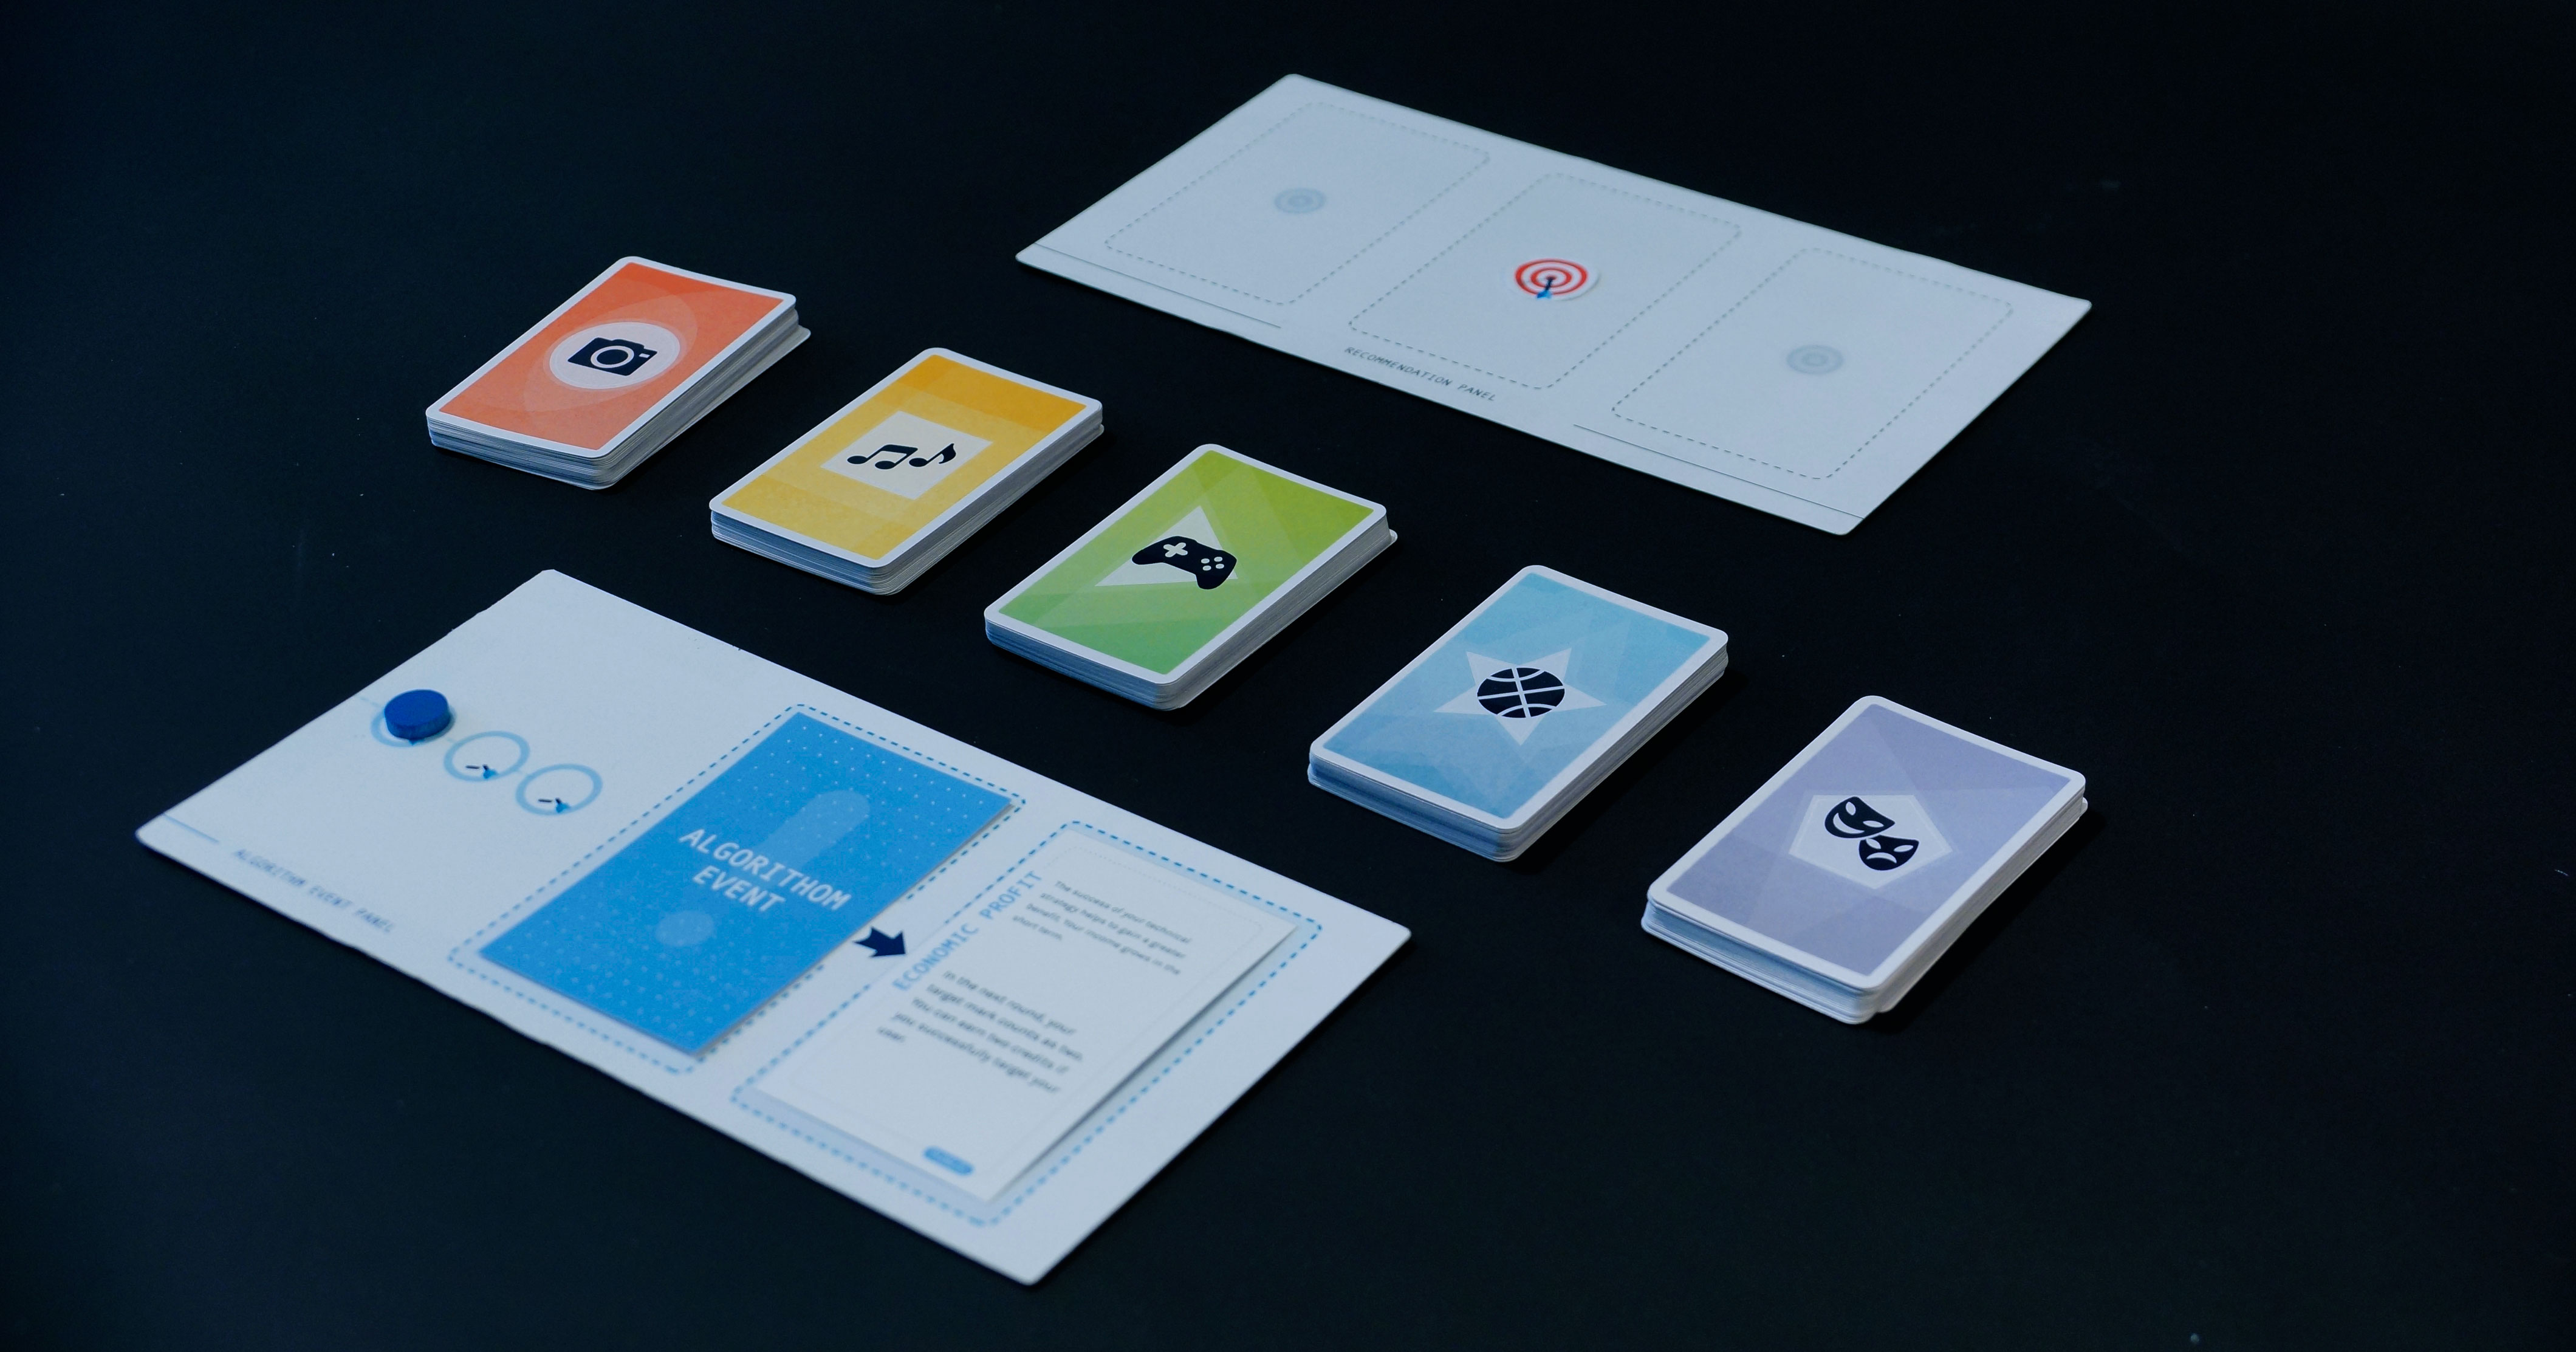 RECOMMENDATION PANEL
ALGORITHM EVENT PANEL
ALGORITHOM
EVENT
ECONOMIC PROFIT
The success of your technical
strategy helps to gain a greater
benefit. Your income grows in the
short term.
In the next round, your
target mark counts as two.
You can earn two credits if
you successfully target your
user.